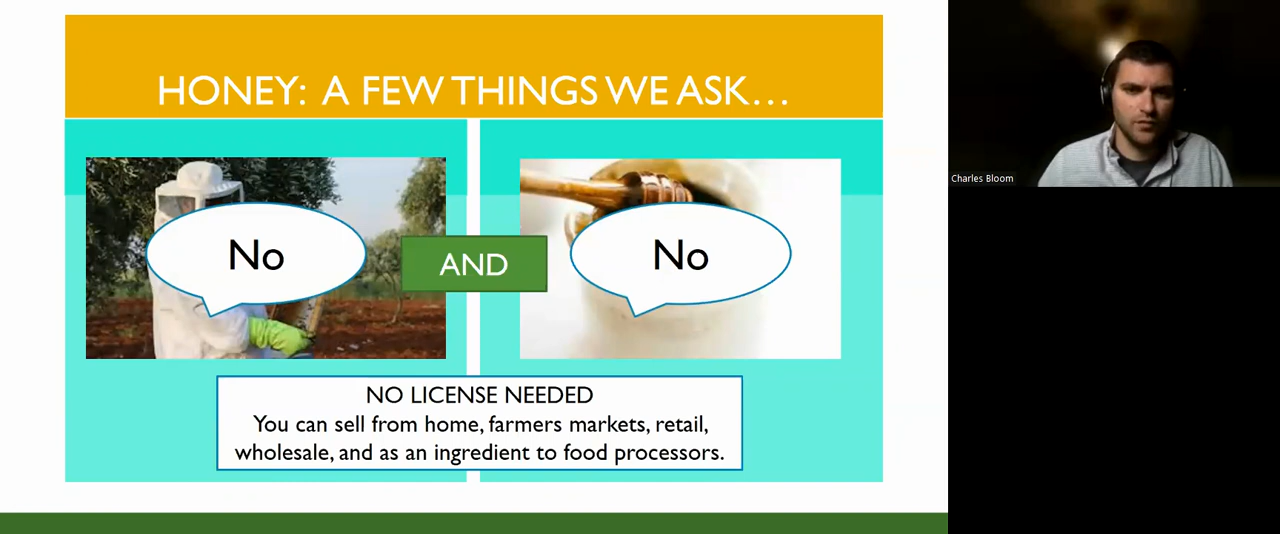 HONEY: A FEW THINGS WE ASK...
No
AND
No
NO LICENSE NEEDED
You can sell from home, farmers markets, retail,
wholesale, and as an ingredient to food processors.
Charles Bloom